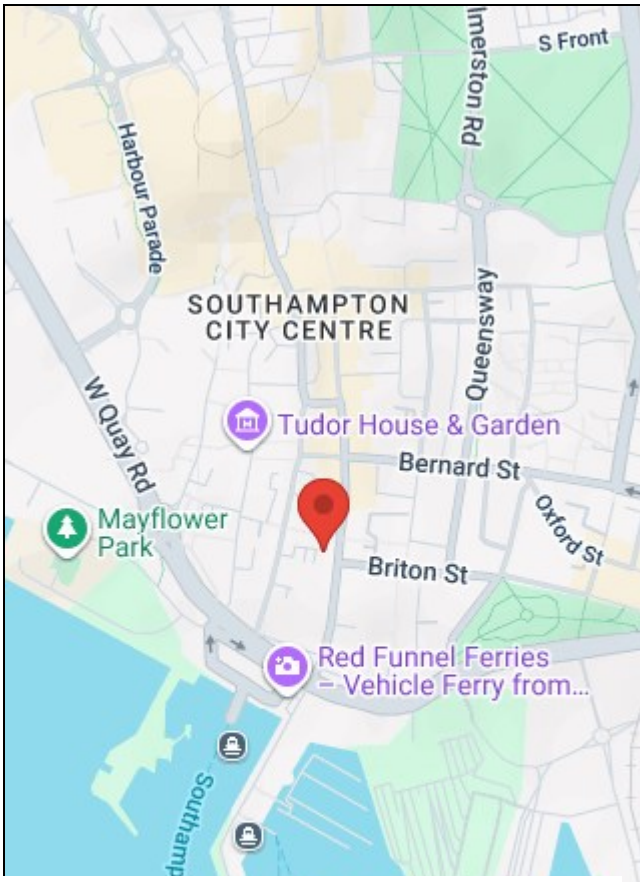 S Front
lmerston Rd
Harbour Parade
SOUTHAMPTON
CITY CENTRE
Queensway
W Quay Rd
Tudor House & Garden
Bernard St
Mayflower
Park
Oxford St
Briton St
Red Funnel Ferries
– Vehicle Ferry from...
Southamp